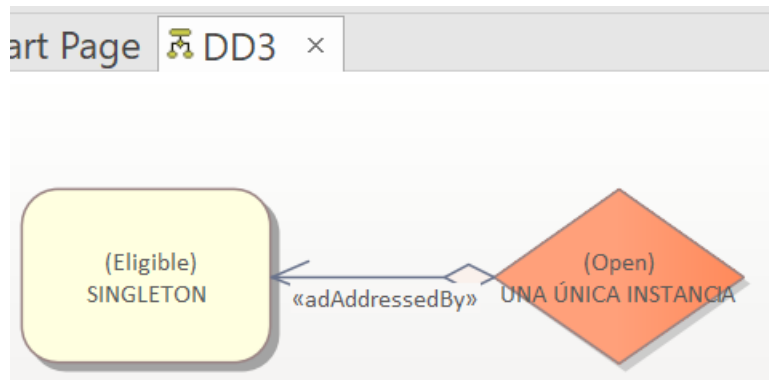 art Page DD3 ×
(Eligible)
SINGLETON
«adAddressedBy»
(Open)
UNA ÚNICA INSTANCIA